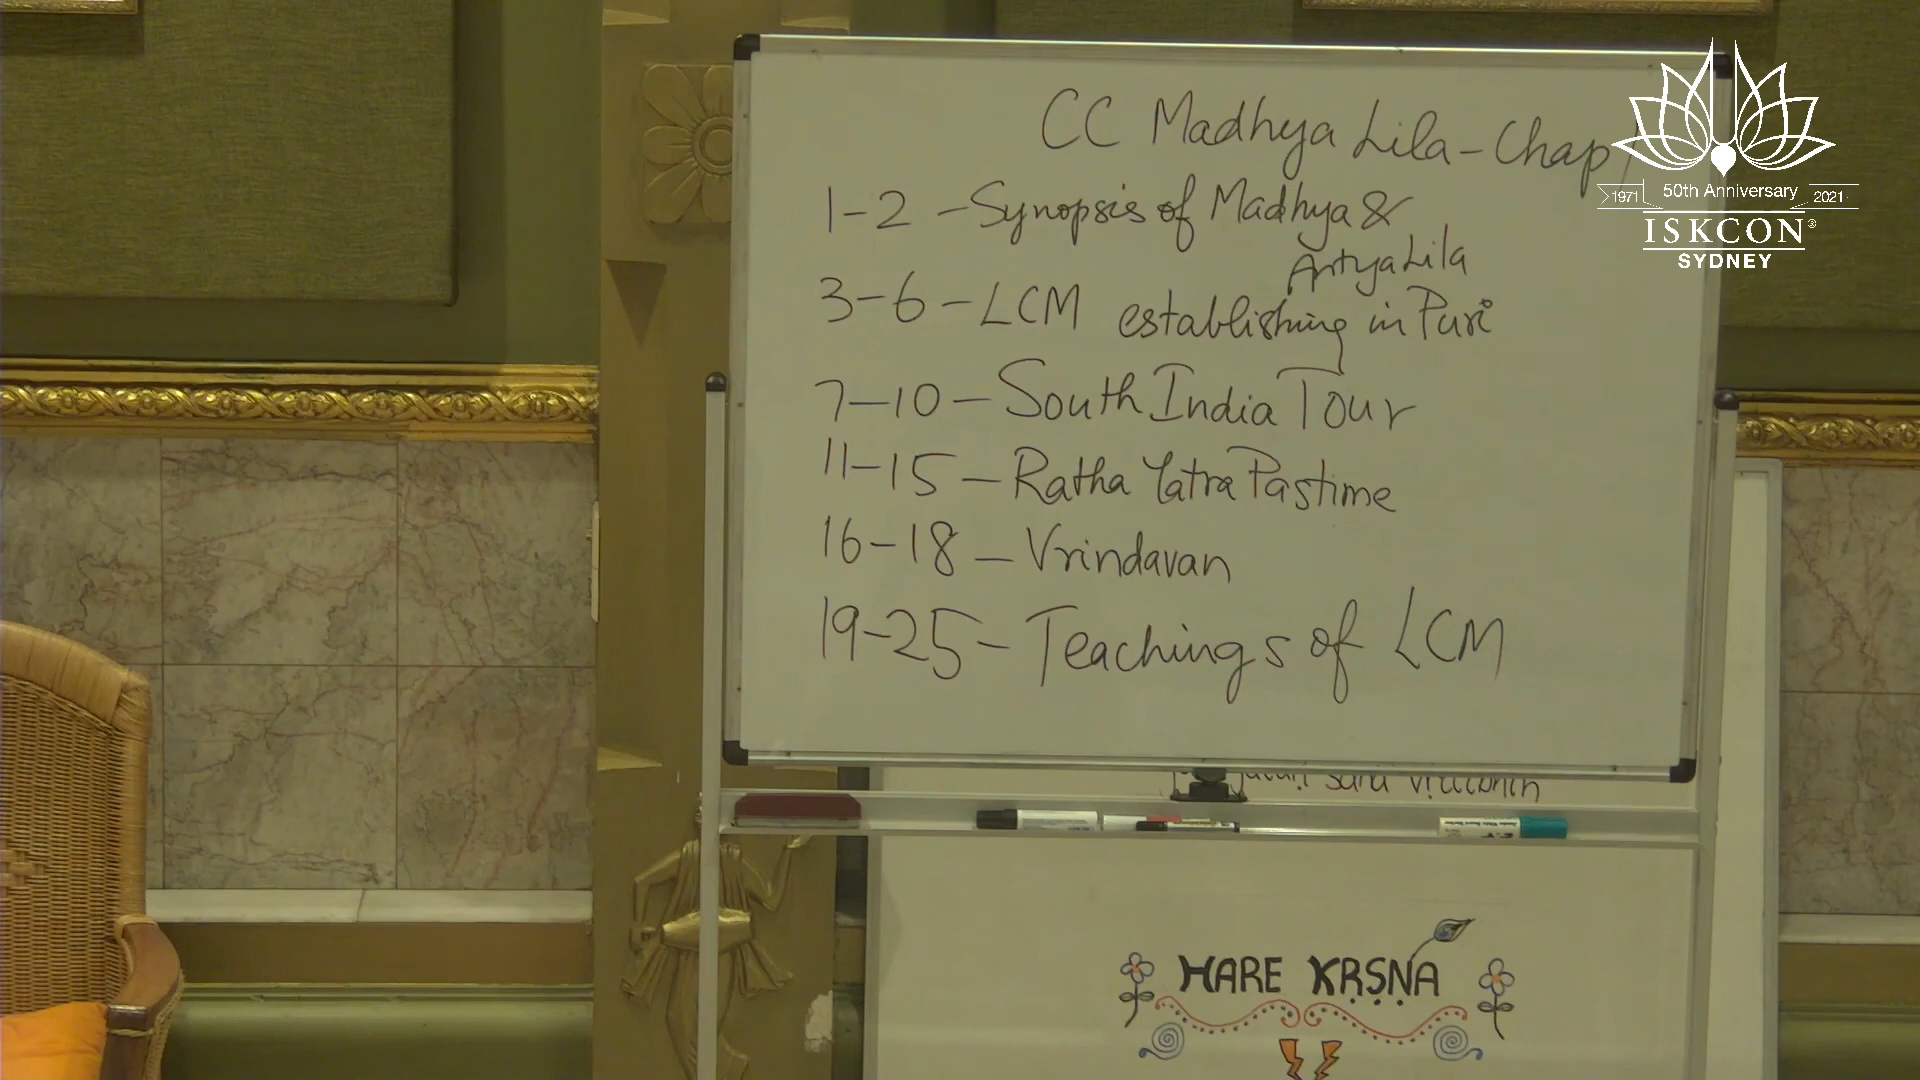 CC Madhya Lila - Chap
1-2 - Synopsis of Madhya &
Antya Lila
3-6 - LCM establishing in Puri
7-10 - South India Tour
11-15 - Ratha Yatra Pastime
16-18 - Vrindavan
19-25 - Teachings of LCM
1971 50th Anniversary 2021
ISKCON®
SYDNEY
HARE KṚṢṆA